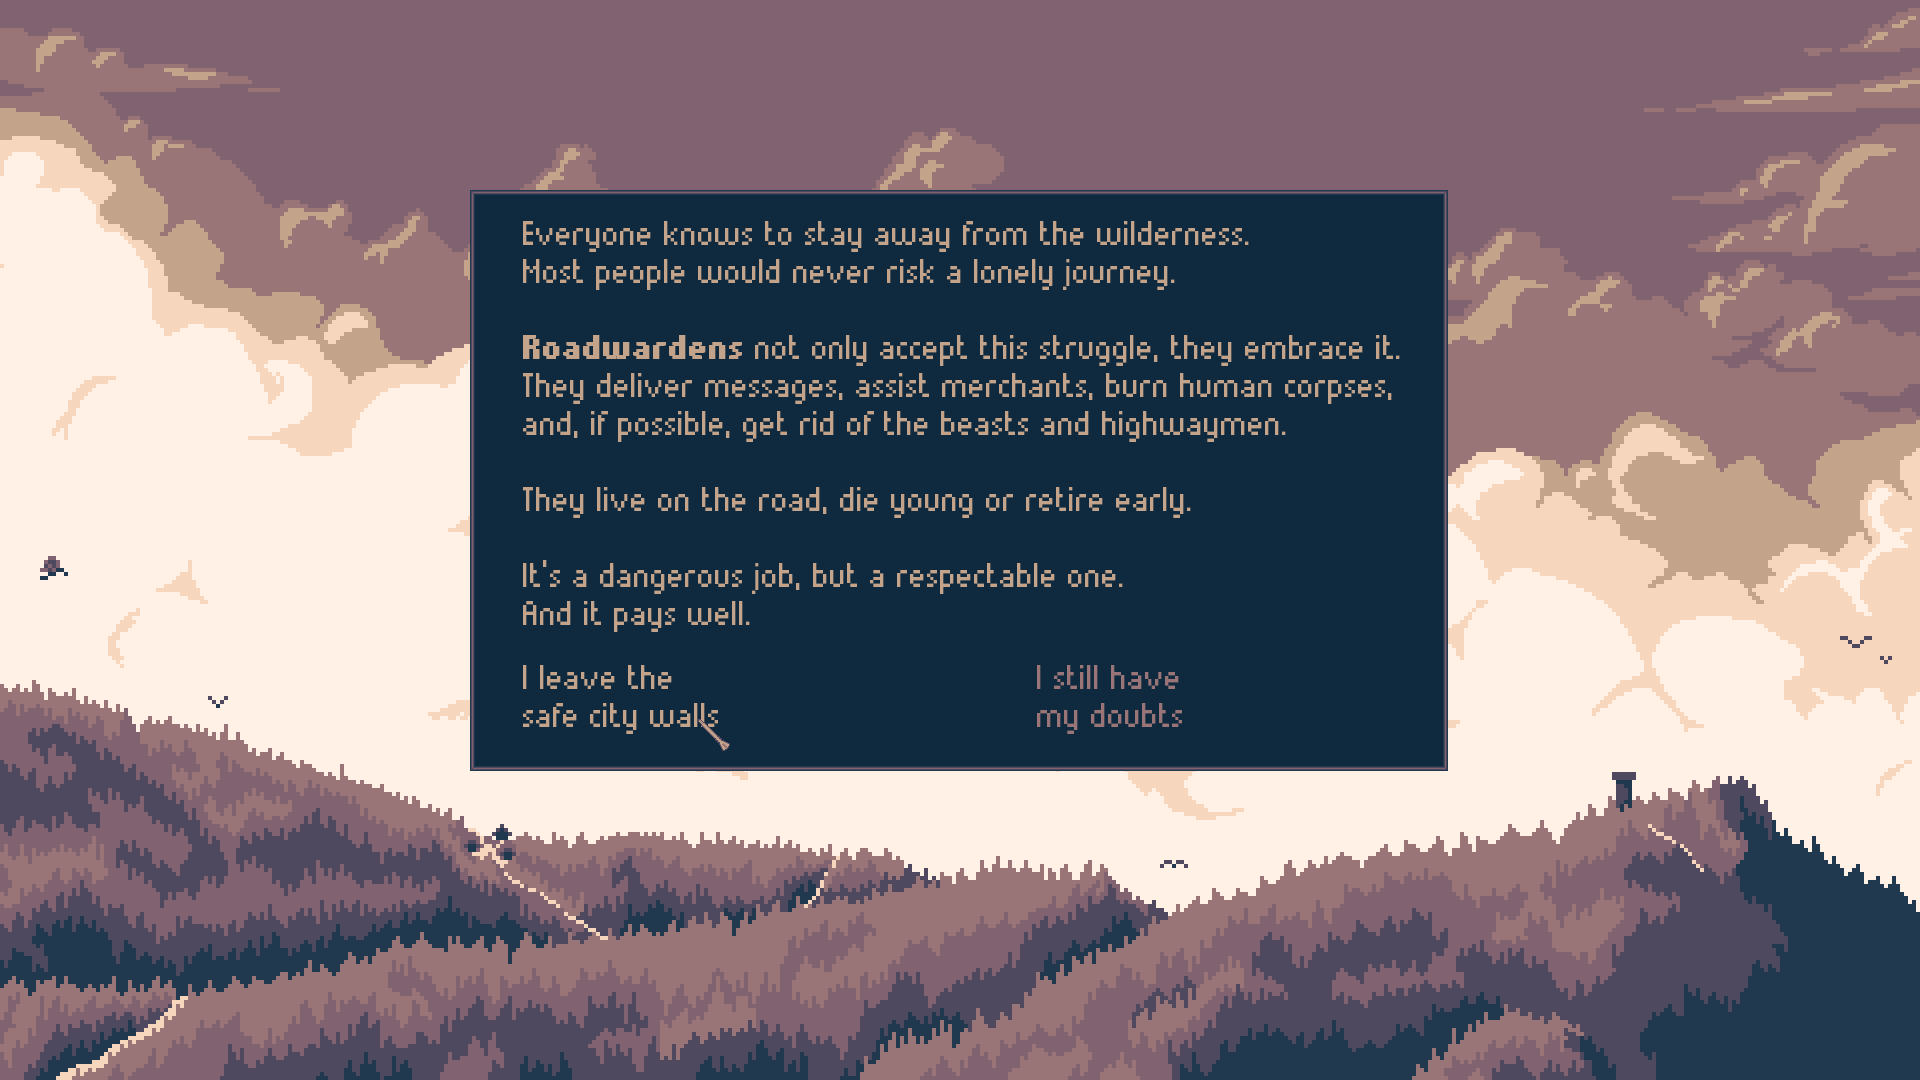 Everyone knows to stay away from the wilderness.
Most people would never risk a lonely journey.
Roadwardens not only accept this struggle, they embrace it.
They deliver messages, assist merchants, burn human corpses,
and, if possible, get rid of the beasts and highwaymen.
They live on the road, die young or retire early.
It's a dangerous job, but a respectable one.
And it pays well.
I leave the
safe city walls
I still have
my doubts